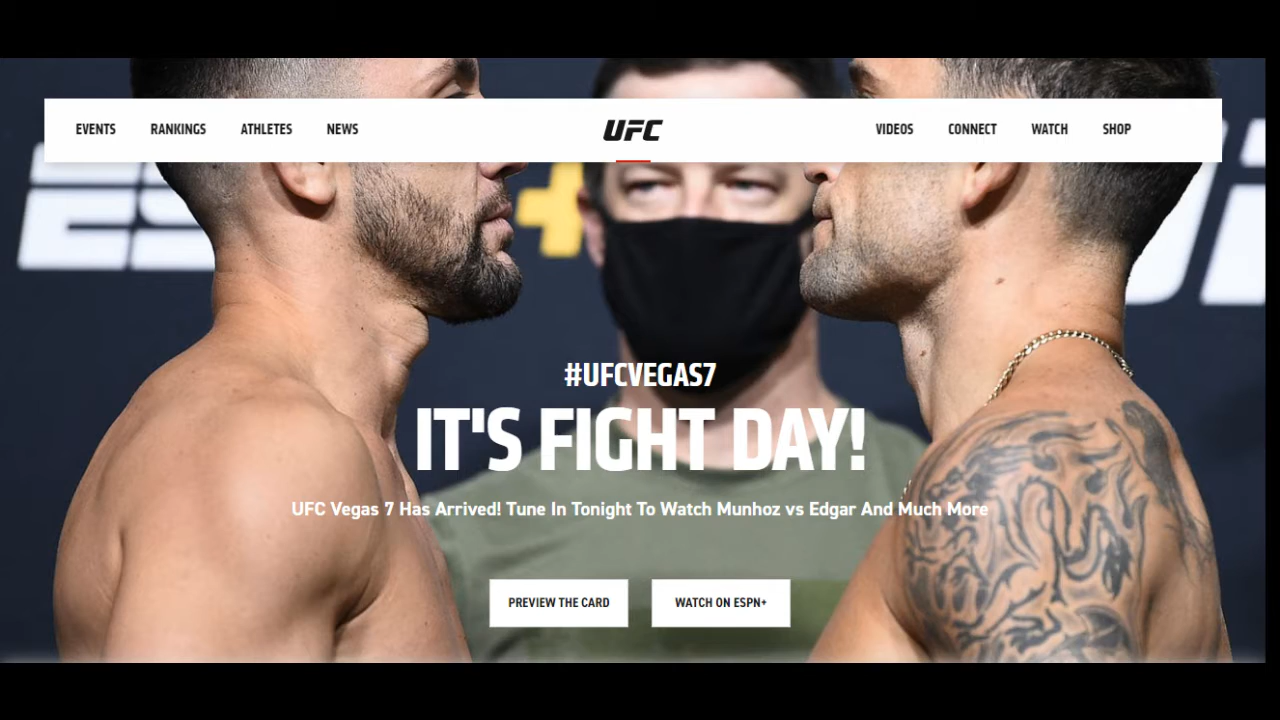 EVENTS RANKINGS ATHLETES NEWS UFC VIDEOS CONNECT WATCH SHOP
#UFCVEGAS7
IT'S FIGHT DAY!
UFC Vegas 7 Has Arrived! Tune In Tonight To Watch Munhoz vs Edgar And Much More
PREVIEW THE CARD WATCH ON ESPN+